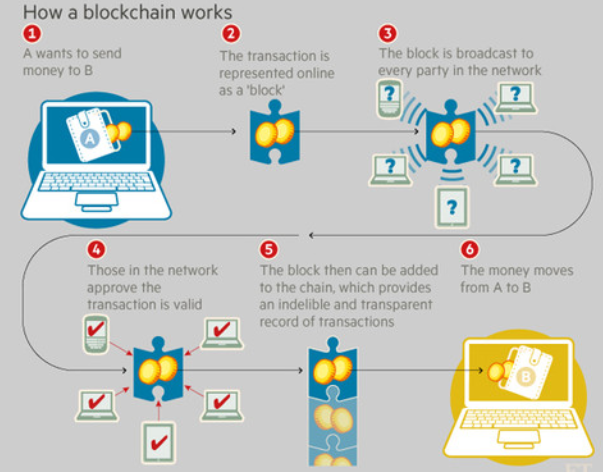 How a blockchain works
1
A wants to send
money to B
2
The transaction is
represented online
as a 'block'
3
The block is broadcast to
every party in the network
A
?
?
?
?
?
4
Those in the network
approve the
transaction is valid
5
The block then can be added
to the chain, which provides
an indelible and transparent
record of transactions
6
The money moves
from A to B
B